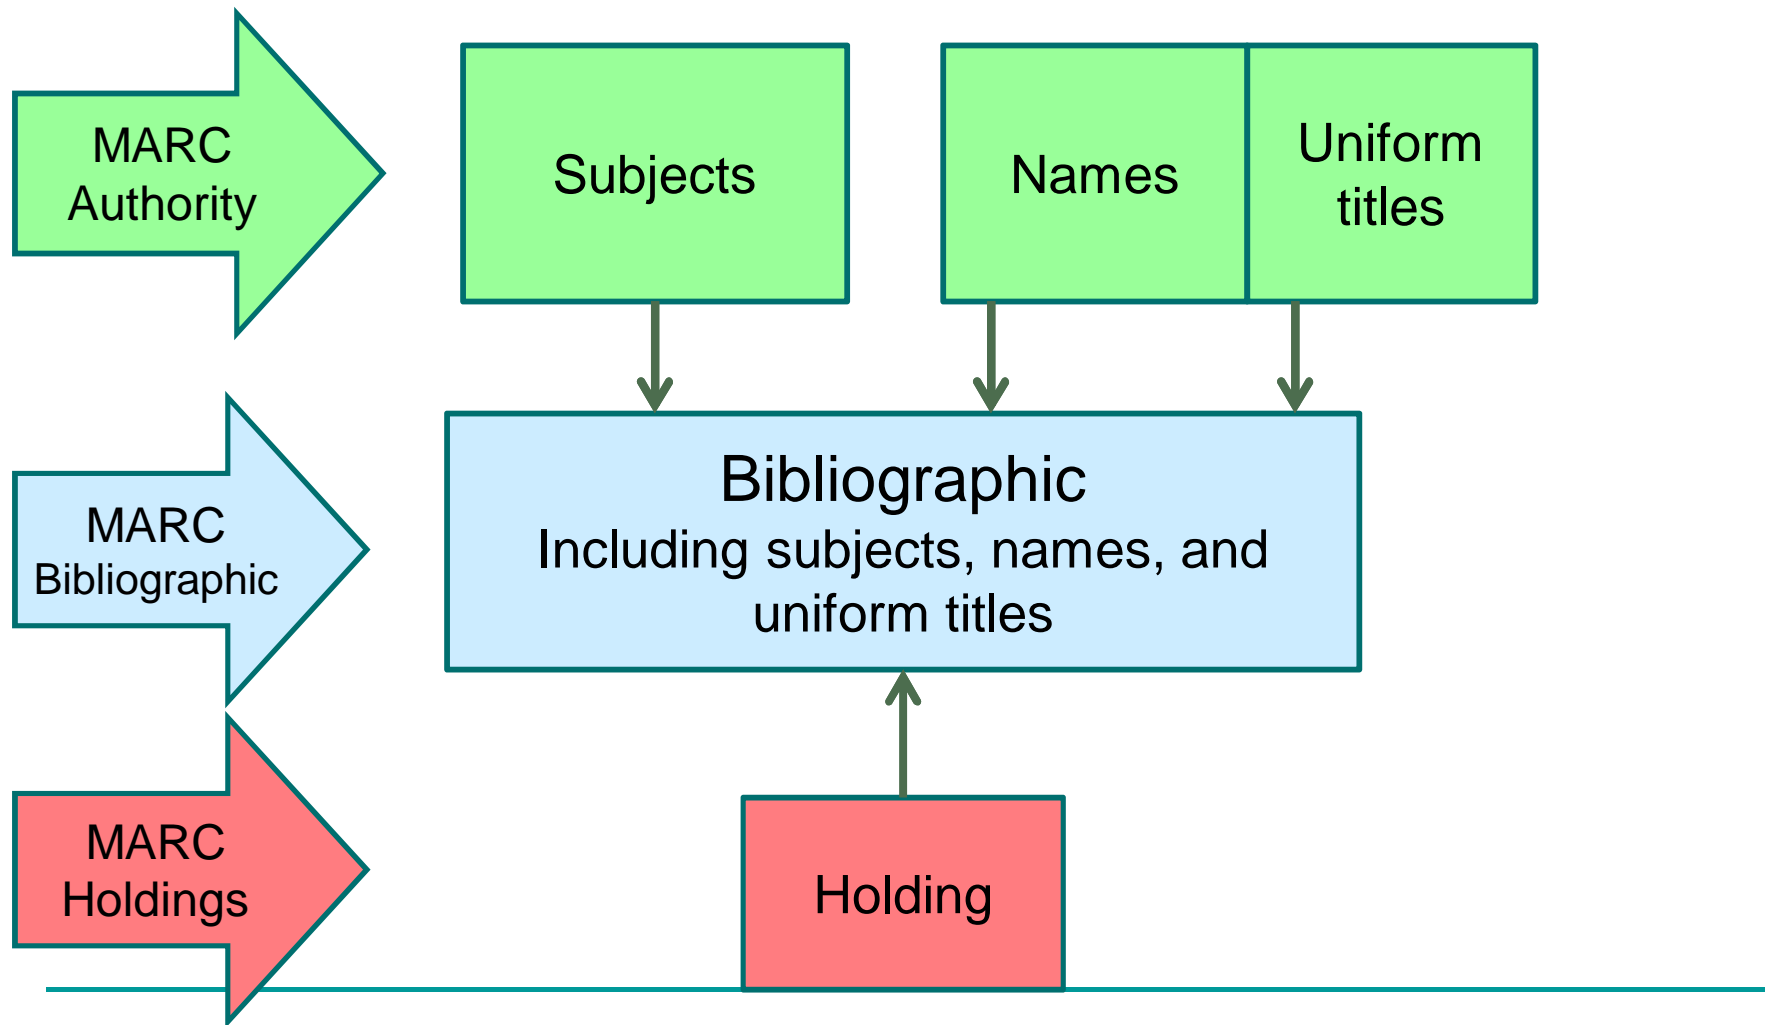 MARC
Authority
Subjects
Names
Uniform
titles
MARC
Bibliographic
Bibliographic
Including subjects, names, and
uniform titles
MARC
Holdings
Holding